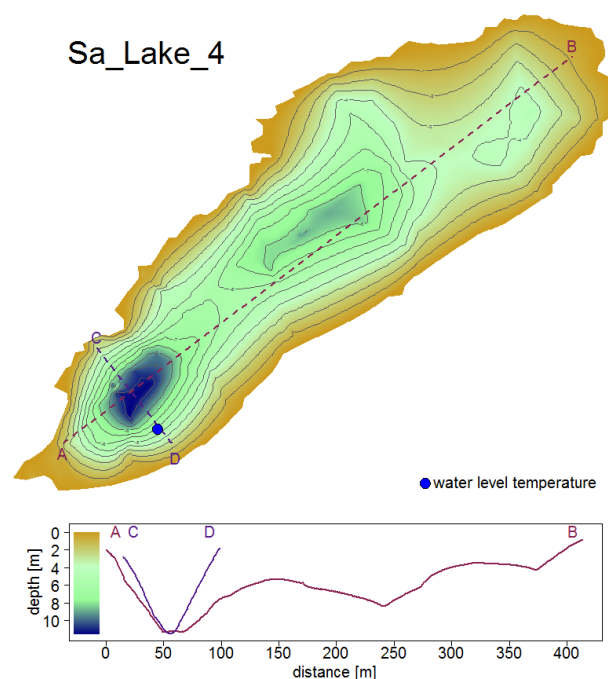 Sa_Lake_4
B
C
A
D
water level temperature
A C D B
depth [m]
0
2
4
6
8
10
0 50 100 150 200 250 300 350 400
distance [m]